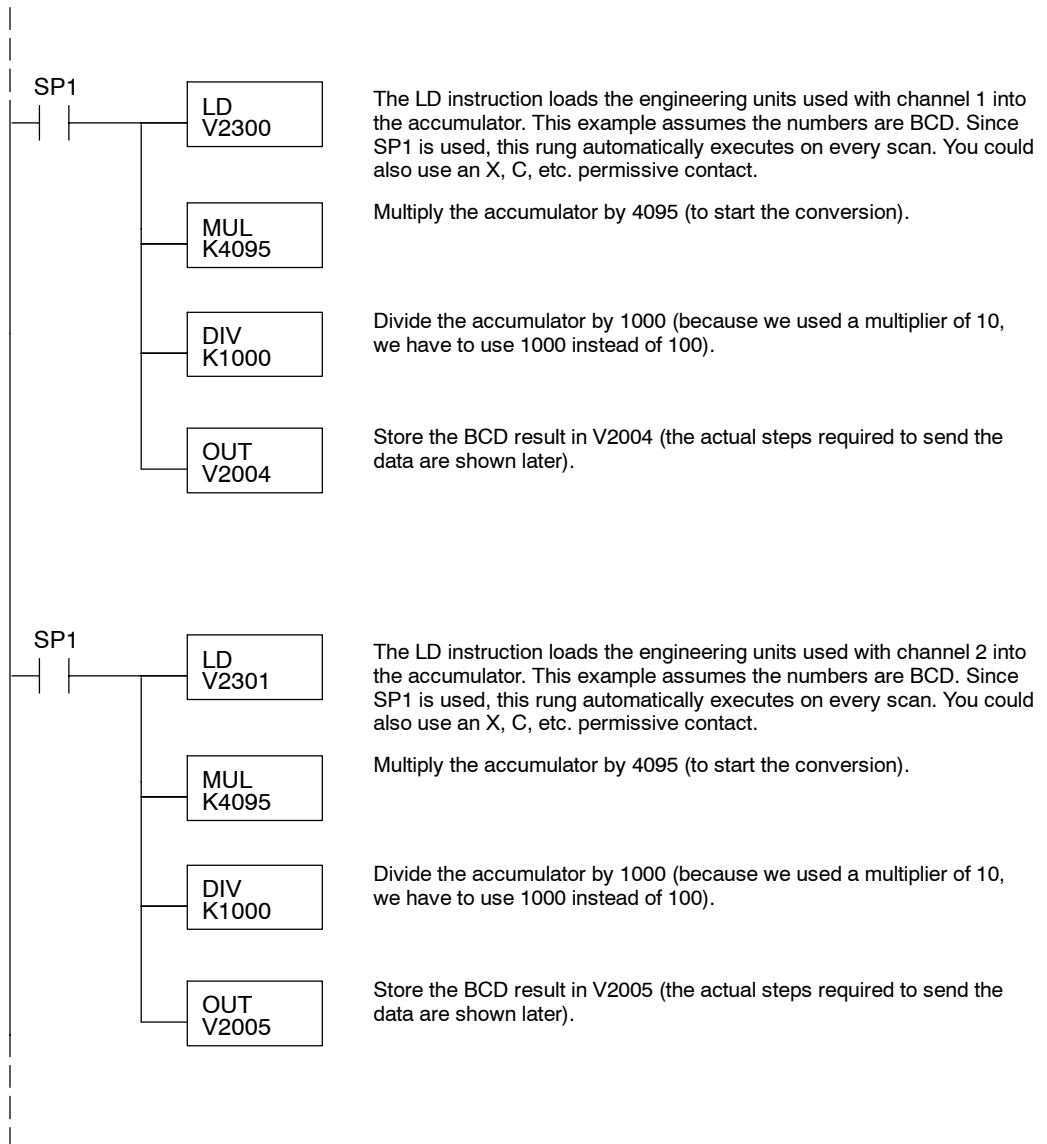 SP1
LD
V2300
The LD instruction loads the engineering units used with channel 1 into
the accumulator. This example assumes the numbers are BCD. Since
SP1 is used, this rung automatically executes on every scan. You could
also use an X, C, etc. permissive contact.
MUL
K4095
Multiply the accumulator by 4095 (to start the conversion).
DIV
K1000
Divide the accumulator by 1000 (because we used a multiplier of 10,
we have to use 1000 instead of 100).
OUT
V2004
Store the BCD result in V2004 (the actual steps required to send the
data are shown later).
SP1
LD
V2301
The LD instruction loads the engineering units used with channel 2 into
the accumulator. This example assumes the numbers are BCD. Since
SP1 is used, this rung automatically executes on every scan. You could
also use an X, C, etc. permissive contact.
MUL
K4095
Multiply the accumulator by 4095 (to start the conversion).
DIV
K1000
Divide the accumulator by 1000 (because we used a multiplier of 10,
we have to use 1000 instead of 100).
OUT
V2005
Store the BCD result in V2005 (the actual steps required to send the
data are shown later).